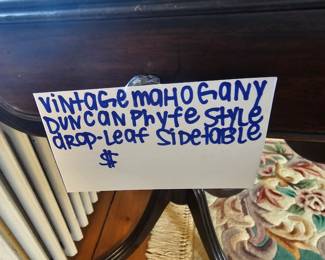 vintage mahogany
Duncan Phyfe style
drop-leaf sidetable
$